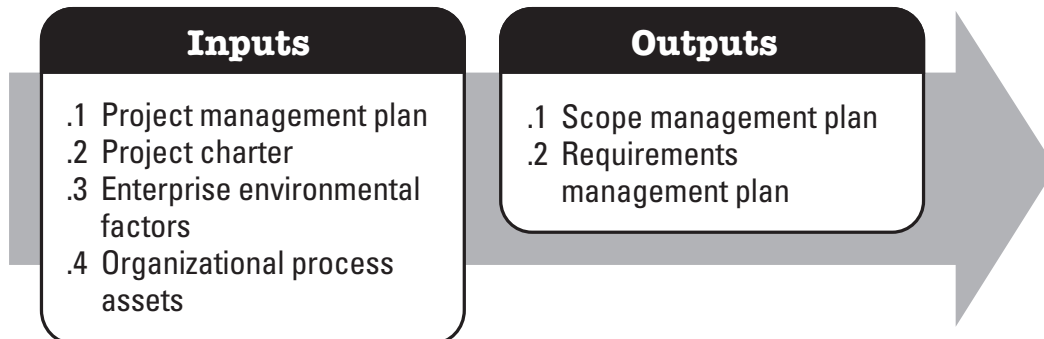 Inputs
.1 Project management plan
.2 Project charter
.3 Enterprise environmental
factors
.4 Organizational process
assets
Outputs
.1 Scope management plan
.2 Requirements
management plan